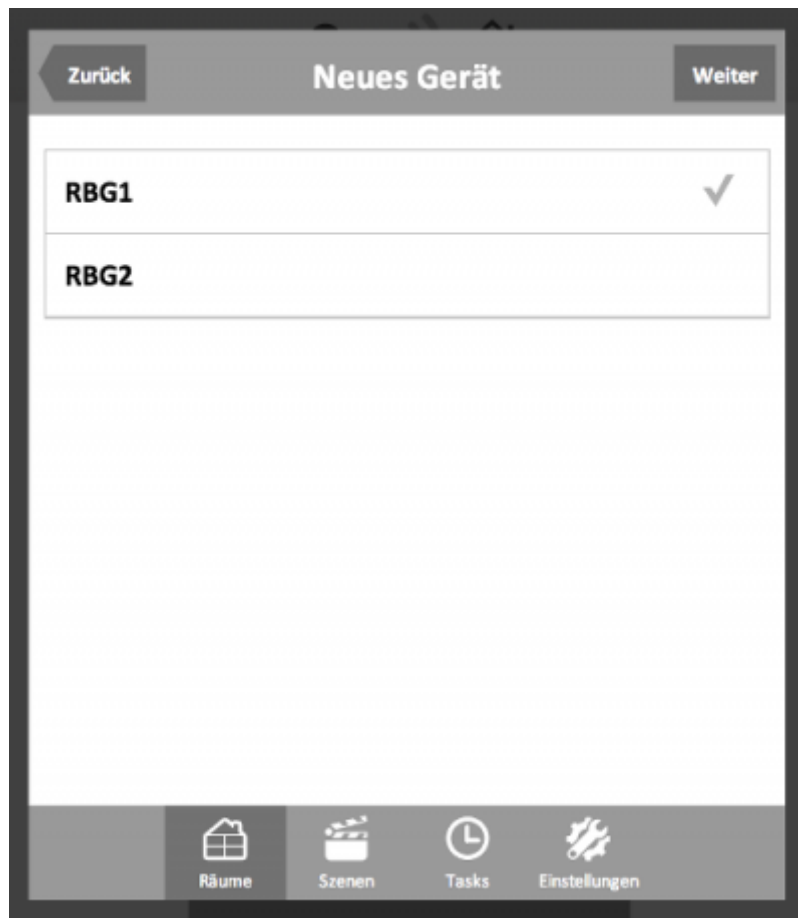 Zurück Neues Gerät Weiter
RBG1
RBG2
Räume Szenen Tasks Einstellungen